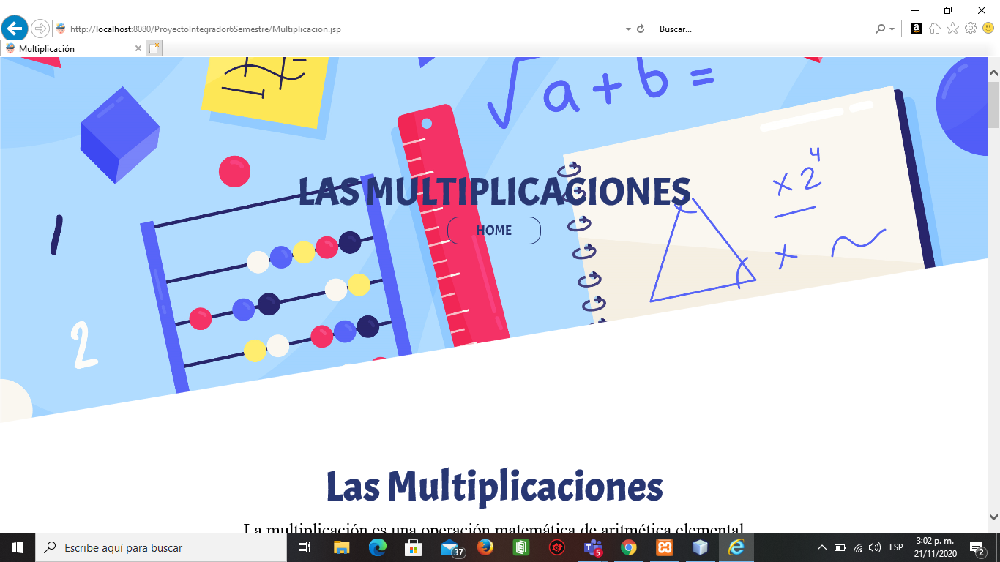 http://localhost:8080/ProyectoIntegrador6Semestre/Multiplicacion.jsp
Buscar...
Multiplicación
√a + b =
x 2 4
+ ~
1
2
LAS MULTIPLICACIONES
HOME
Las Multiplicaciones
La multiplicación es una operación matemática de aritmética elemental
Escribe aquí para buscar
37
5
ESP
3:02 p. m.
21/11/2020
2